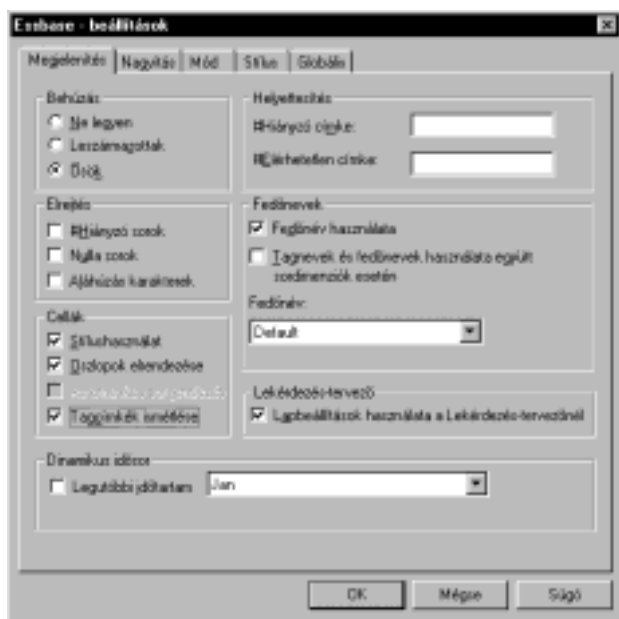 Essbase - beállítások
Megjelenítés Nagyítás Mód Stílus Globális
Behúzás
Ne legyen
Leszármagottak
Ősök
Helyettesítés
#Hiányzó címke:
#Elérhetetlen címke:
Elrejtés
#Hiányzó sorok
Nulla sorok
Aláhúzás karakterek
Fedőnevek
Fedőnév használata
Tagnevek és fedőnevek használata együtt
sordimenziók esetén
Fedőnév:
Default
Cellák
Stílushasználat
Oszlopok elrendezése
Tagcímkék ismétlése
Lekérdezés-tervező
Lapbeállítások használata a Lekérdezés-tervezőnél
Dinamikus idősor
Legutóbbi időtartam Jan
OK Mégse Súgó